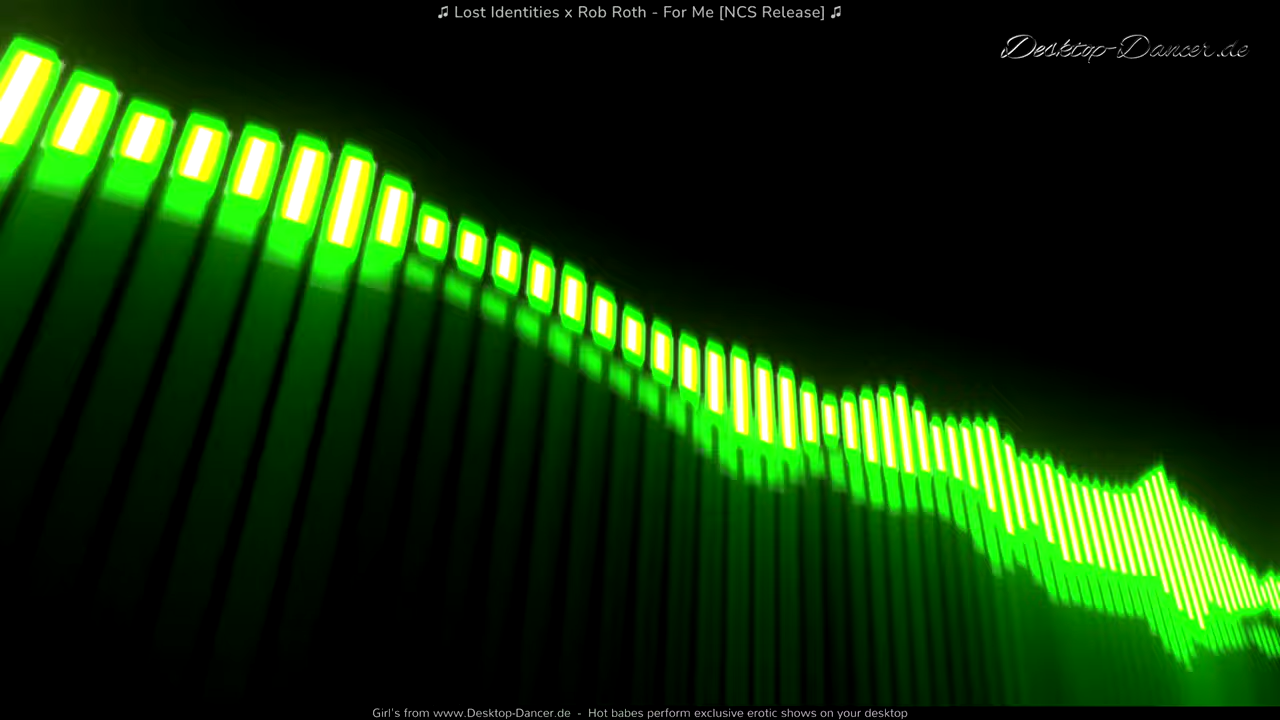 ♫ Lost Identities x Rob Roth - For Me [NCS Release] ♫
Desktop-Dancer.de
Girl's from www.Desktop-Dancer.de - Hot babes perform exclusive erotic shows on your desktop